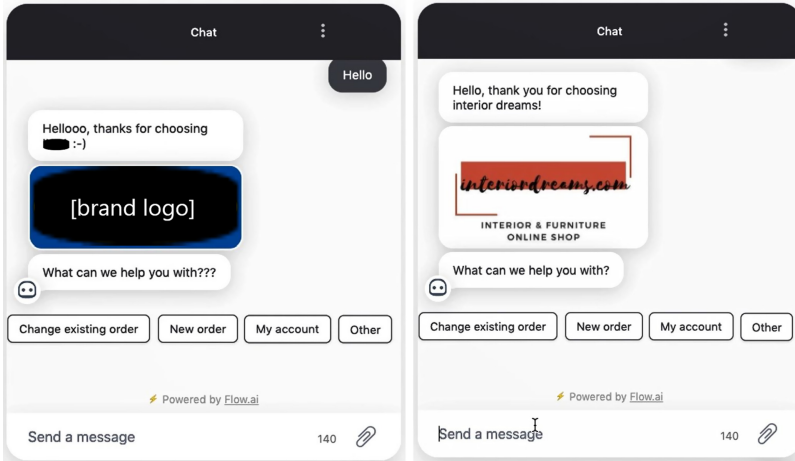 Chat
Hello
Hellooo, thanks for choosing
:-)
[brand logo]
What can we help you with???
Change existing order
New order
My account
Other
Powered by Flow.ai
Send a message
140
Chat
Hello, thank you for choosing
interior dreams!
interiordreams.com
INTERIOR & FURNITURE
ONLINE SHOP
What can we help you with?
Change existing order
New order
My account
Other
Powered by Flow.ai
Send a message
140